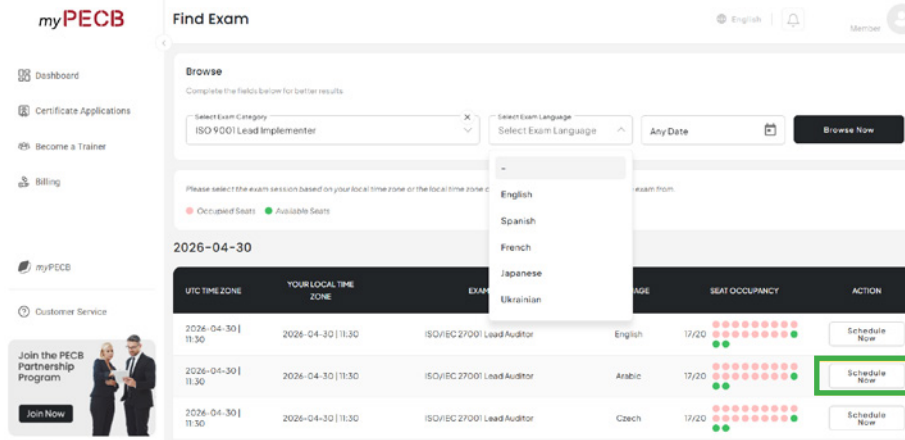 myPECB
Find Exam
English
Member
Dashboard
Certificate Applications
Become a Trainer
Billing
myPECB
Customer Service
Join the PECB
Partnership
Program
Join Now
Browse
Complete the fields below for better results
Select Exam Category
ISO 9001 Lead Implementer
Select Exam Language
Select Exam Language
Any Date
Browse Now
-
English
Spanish
French
Japanese
Ukrainian
Please select the exam session based on your local time zone or the local time zone
exam from.
Occupied Seats
Available Seats
2026-04-30
UTC TIME ZONE
YOUR LOCAL TIME
ZONE
EXAM
AGE
SEAT OCCUPANCY
ACTION
2026-04-30 |
11:30
2026-04-30 | 11:30
ISO/IEC 27001 Lead Auditor
English
17/20
Schedule
Now
2026-04-30 |
11:30
2026-04-30 | 11:30
ISO/IEC 27001 Lead Auditor
Arabic
17/20
Schedule
Now
2026-04-30 |
11:30
2026-04-30 | 11:30
ISO/IEC 27001 Lead Auditor
Czech
17/20
Schedule
Now